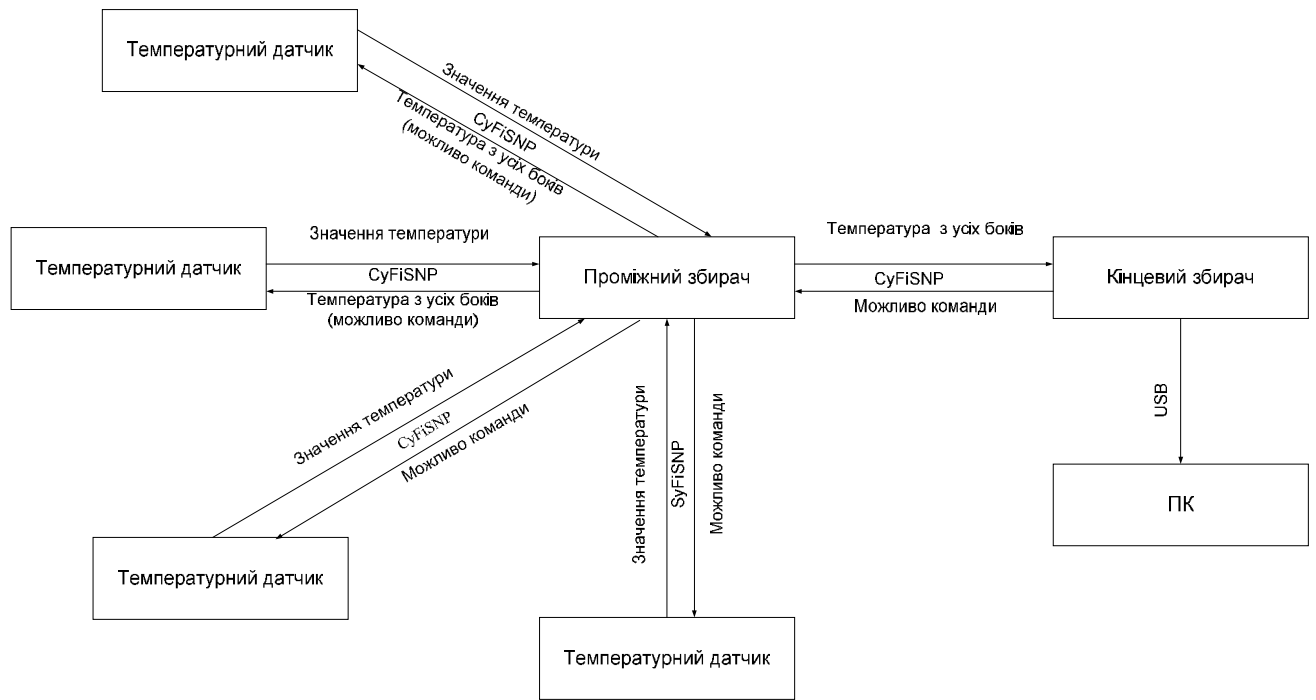 Температурний датчик
Значення температури
CyFiSNP
Температура з усіх боків
(можливо команди)
Температурний датчик
Значення температури
CyFiSNP
Температура з усіх боків
(можливо команди)
Проміжний збирач
Температура з усіх боків
CyFiSNP
Можливо команди
Кінцевий збирач
Значення температури
CyFiSNP
Можливо команди
Значення температури
SyFiSNP
Можливо команди
USB
ПК
Температурний датчик
Температурний датчик